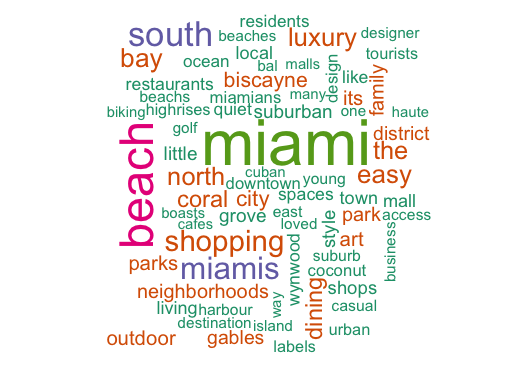 residents
south beaches luxury designer
bay ocean local bal malls design tourists
restaurants biscayne like family
beachs miamians many its
biking highrises quiet suburban one haute
golf miami district
beach little the
north cuban downtown young easy
coral city spaces town mall
boasts grove east park access
cafes loved style
shopping art business
parks miamis wynwood suburb coconut
neighborhoods dining shops
living harbour way casual
destination island urban
outdoor gables labels